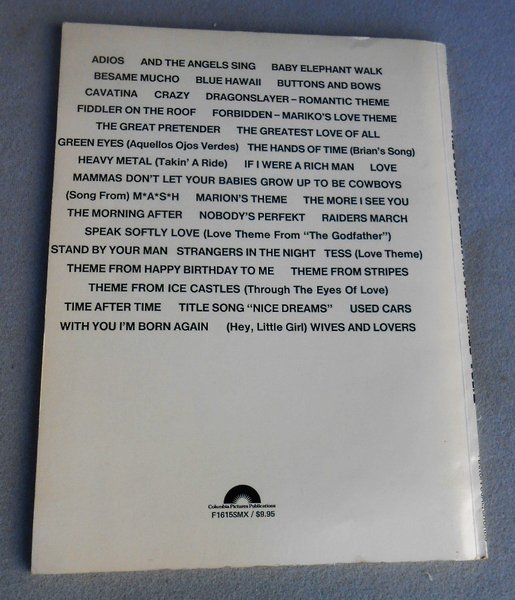 ADIOS AND THE ANGELS SING BABY ELEPHANT WALK
BESAME MUCHO BLUE HAWAII BUTTONS AND BOWS
CAVATINA CRAZY DRAGONSLAYER – ROMANTIC THEME
FIDDLER ON THE ROOF FORBIDDEN – MARIKO'S LOVE THEME
THE GREAT PRETENDER THE GREATEST LOVE OF ALL
GREEN EYES (Aquellos Ojos Verdes) THE HANDS OF TIME (Brian's Song)
HEAVY METAL (Takin' A Ride) IF I WERE A RICH MAN LOVE
MAMMAS DON'T LET YOUR BABIES GROW UP TO BE COWBOYS
(Song From) M*A*S*H MARION'S THEME THE MORE I SEE YOU
THE MORNING AFTER NOBODY'S PERFEKT RAIDERS MARCH
SPEAK SOFTLY LOVE (Love Theme From "The Godfather")
STAND BY YOUR MAN STRANGERS IN THE NIGHT TESS (Love Theme)
THEME FROM HAPPY BIRTHDAY TO ME THEME FROM STRIPES
THEME FROM ICE CASTLES (Through The Eyes Of Love)
TIME AFTER TIME TITLE SONG "NICE DREAMS" USED CARS
WITH YOU I'M BORN AGAIN (Hey, Little Girl) WIVES AND LOVERS
Columbia Pictures Publications
F1615SMX / $9.95